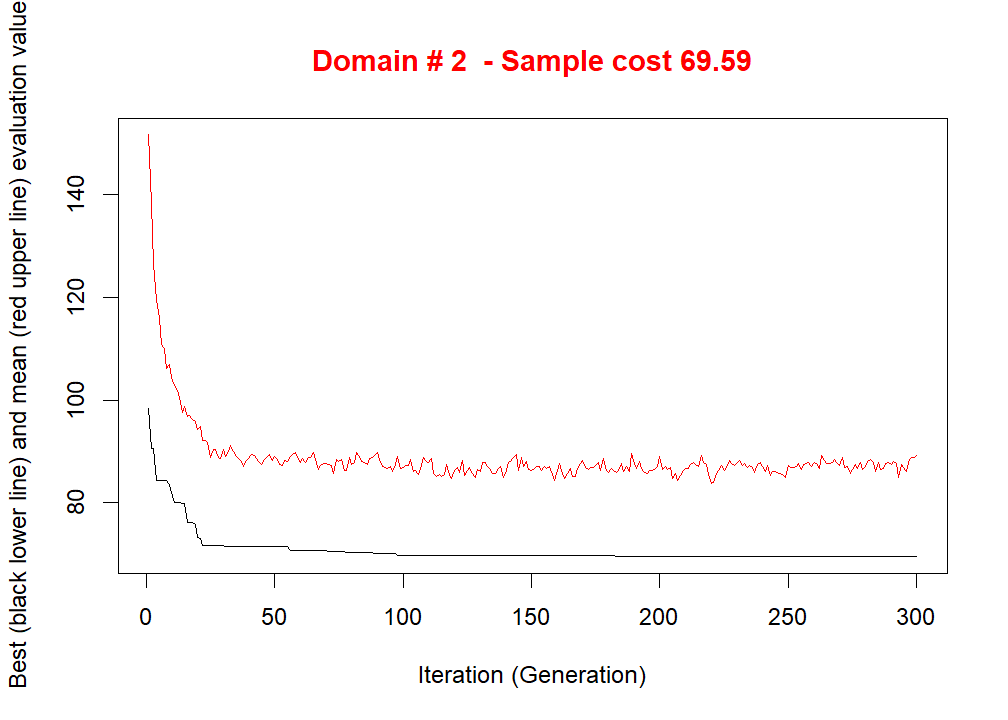 Domain # 2  - Sample cost 69.59
Best (black lower line) and mean (red upper line) evaluation value
140
120
100
80
0 50 100 150 200 250 300
Iteration (Generation)